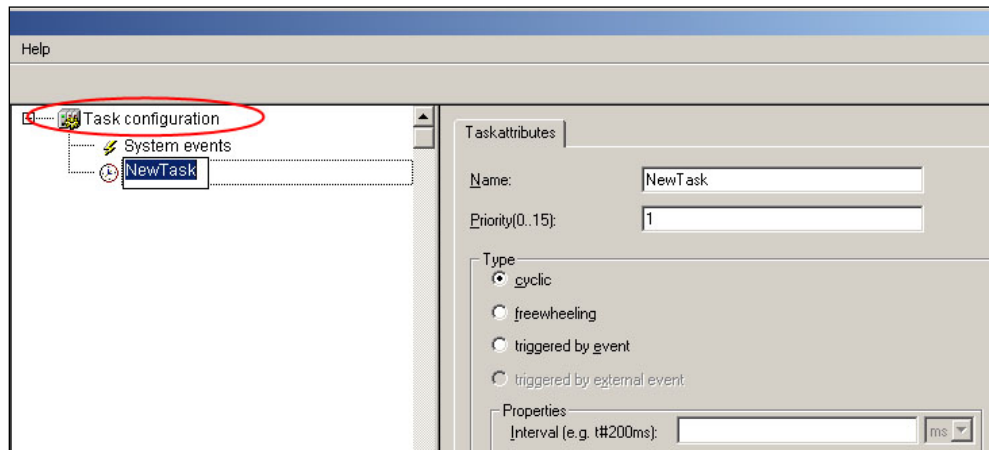 Help
Task configuration
System events
NewTask
Taskattributes
Name: NewTask
Priority(0..15): 1
Type
cyclic
freewheeling
triggered by event
triggered by external event
Properties
Interval (e.g. t#200ms): ms